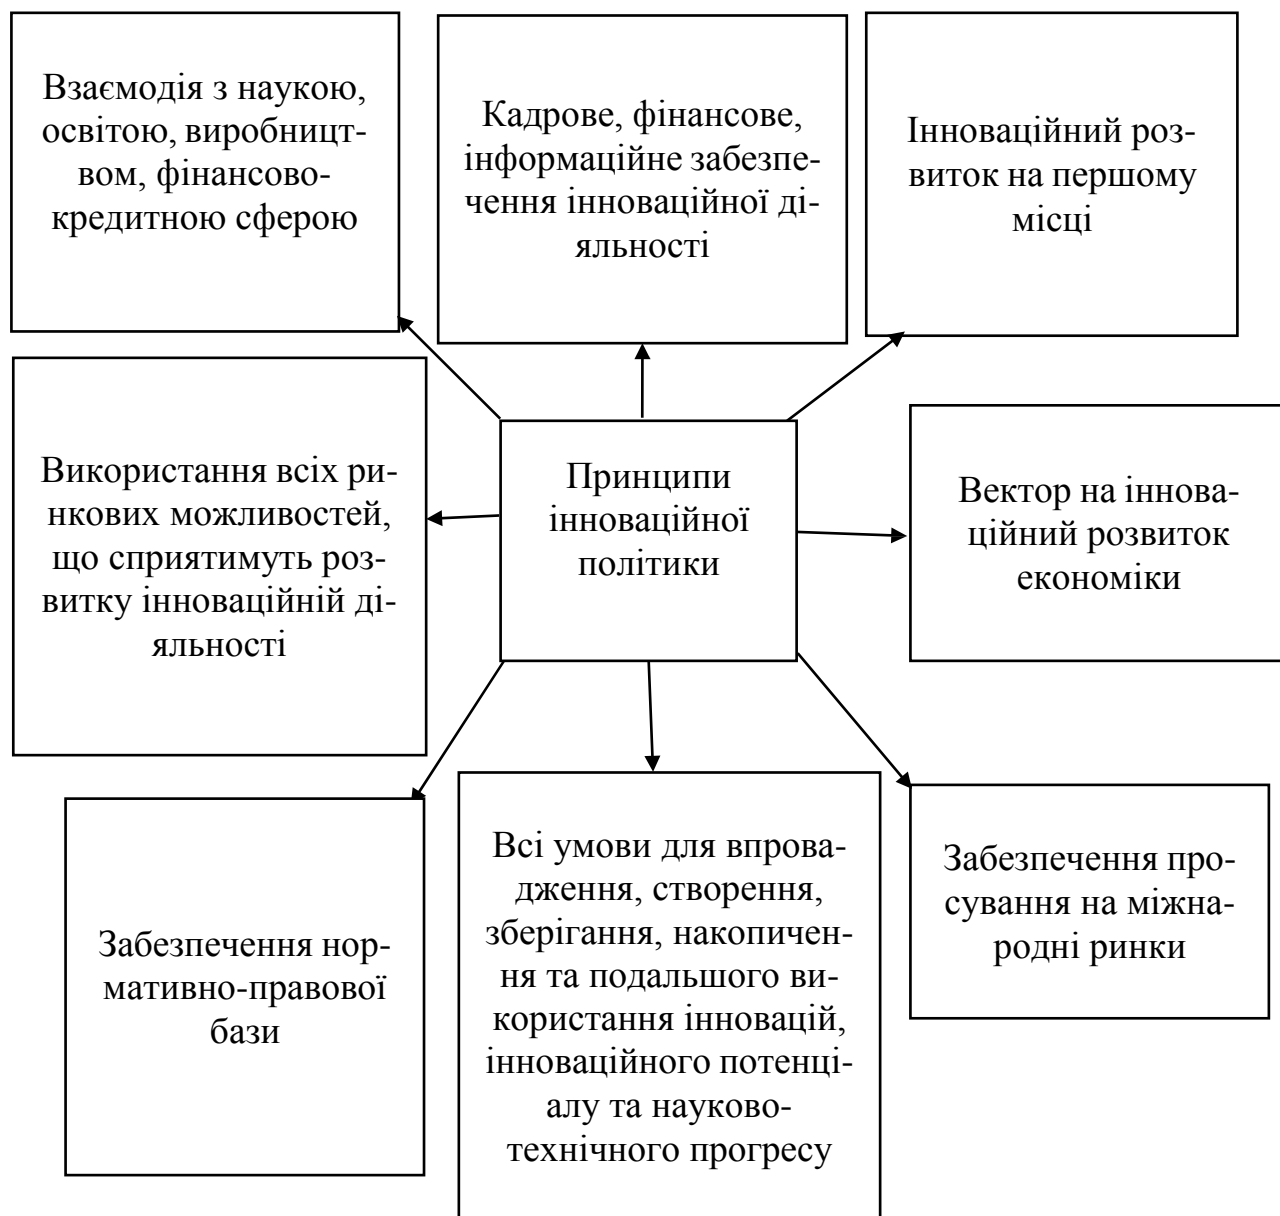 Взаємодія з наукою,
освітою, виробницт-
вом, фінансово-
кредитною сферою
Кадрове, фінансове,
інформаційне забезпе-
чення інноваційної ді-
яльності
Інноваційний роз-
виток на першому
місці
Використання всіх ри-
нкових можливостей,
що сприятимуть роз-
витку інноваційній ді-
яльності
Принципи
інноваційної
політики
Вектор на іннова-
ційний розвиток
економіки
Забезпечення нор-
мативно-правової
бази
Всі умови для впрова-
дження, створення,
зберігання, накопичен-
ня та подальшого ви-
користання інновацій,
інноваційного потенці-
алу та науково-
технічного прогресу
Забезпечення про-
сування на міжна-
родні ринки